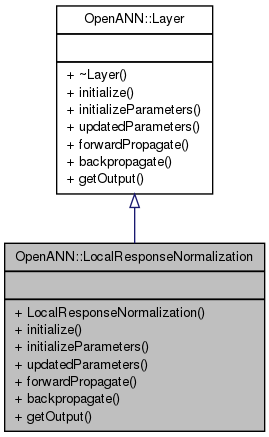 OpenANN::Layer
+ ~Layer()
+ initialize()
+ initializeParameters()
+ updatedParameters()
+ forwardPropagate()
+ backpropagate()
+ getOutput()
OpenANN::LocalResponseNormalization
+ LocalResponseNormalization()
+ initialize()
+ initializeParameters()
+ updatedParameters()
+ forwardPropagate()
+ backpropagate()
+ getOutput()